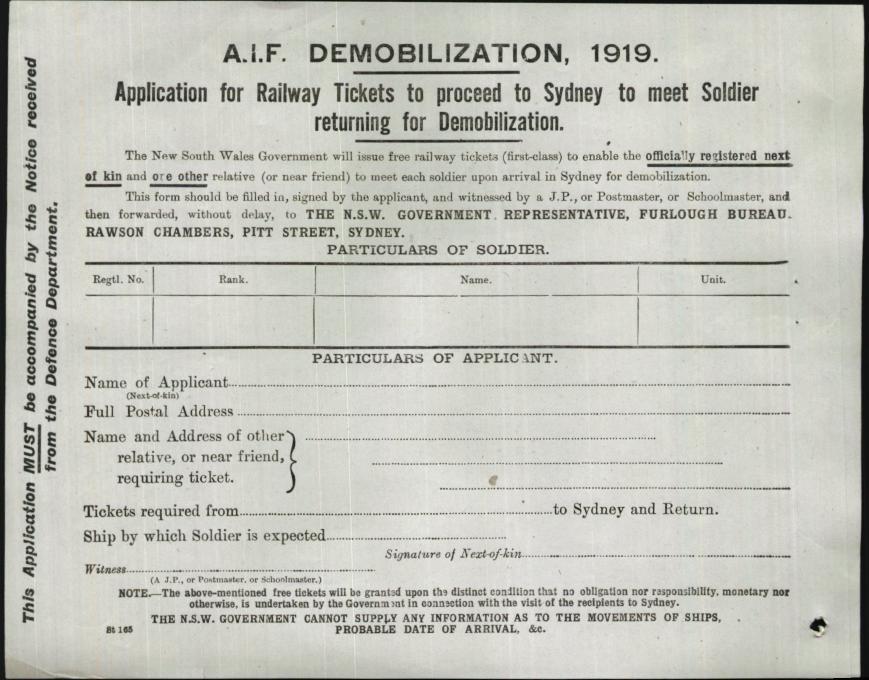 A.I.F. DEMOBILIZATION, 1919.
Application for Railway Tickets to proceed to Sydney to meet Soldier
returning for Demobilization.
The New South Wales Government will issue free railway tickets (first-class) to enable the officially registered next
of kin and ore other relative (or near friend) to meet each soldier upon arrival in Sydney for demobilization.
This form should be filled in, signed by the applicant, and witnessed by a J.P., or Postmaster, or Schoolmaster, and
then forwarded, without delay, to THE N.S.W. GOVERNMENT REPRESENTATIVE, FURLOUGH BUREAU.
RAWSON CHAMBERS, PITT STREET, SYDNEY.
PARTICULARS OF SOLDIER.
Regtl. No. Rank. Name. Unit.
PARTICULARS OF APPLICANT.
Name of Applicant
(Next-of-kin)
Full Postal Address
Name and Address of other
relative, or near friend,
requiring ticket.
Tickets required from to Sydney and Return.
Ship by which Soldier is expected
Signature of Next-of-kin
Witness
(A J.P., or Postmaster, or Schoolmaster.)
NOTE.—The above-mentioned free tickets will be granted upon the distinct condition that no obligation nor responsibility, monetary nor
otherwise, is undertaken by the Government in connection with the visit of the recipients to Sydney.
THE N.S.W. GOVERNMENT CANNOT SUPPLY ANY INFORMATION AS TO THE MOVEMENTS OF SHIPS,
PROBABLE DATE OF ARRIVAL, &c.
St 165
This Application MUST be accompanied by the Notice received
from the Defence Department.